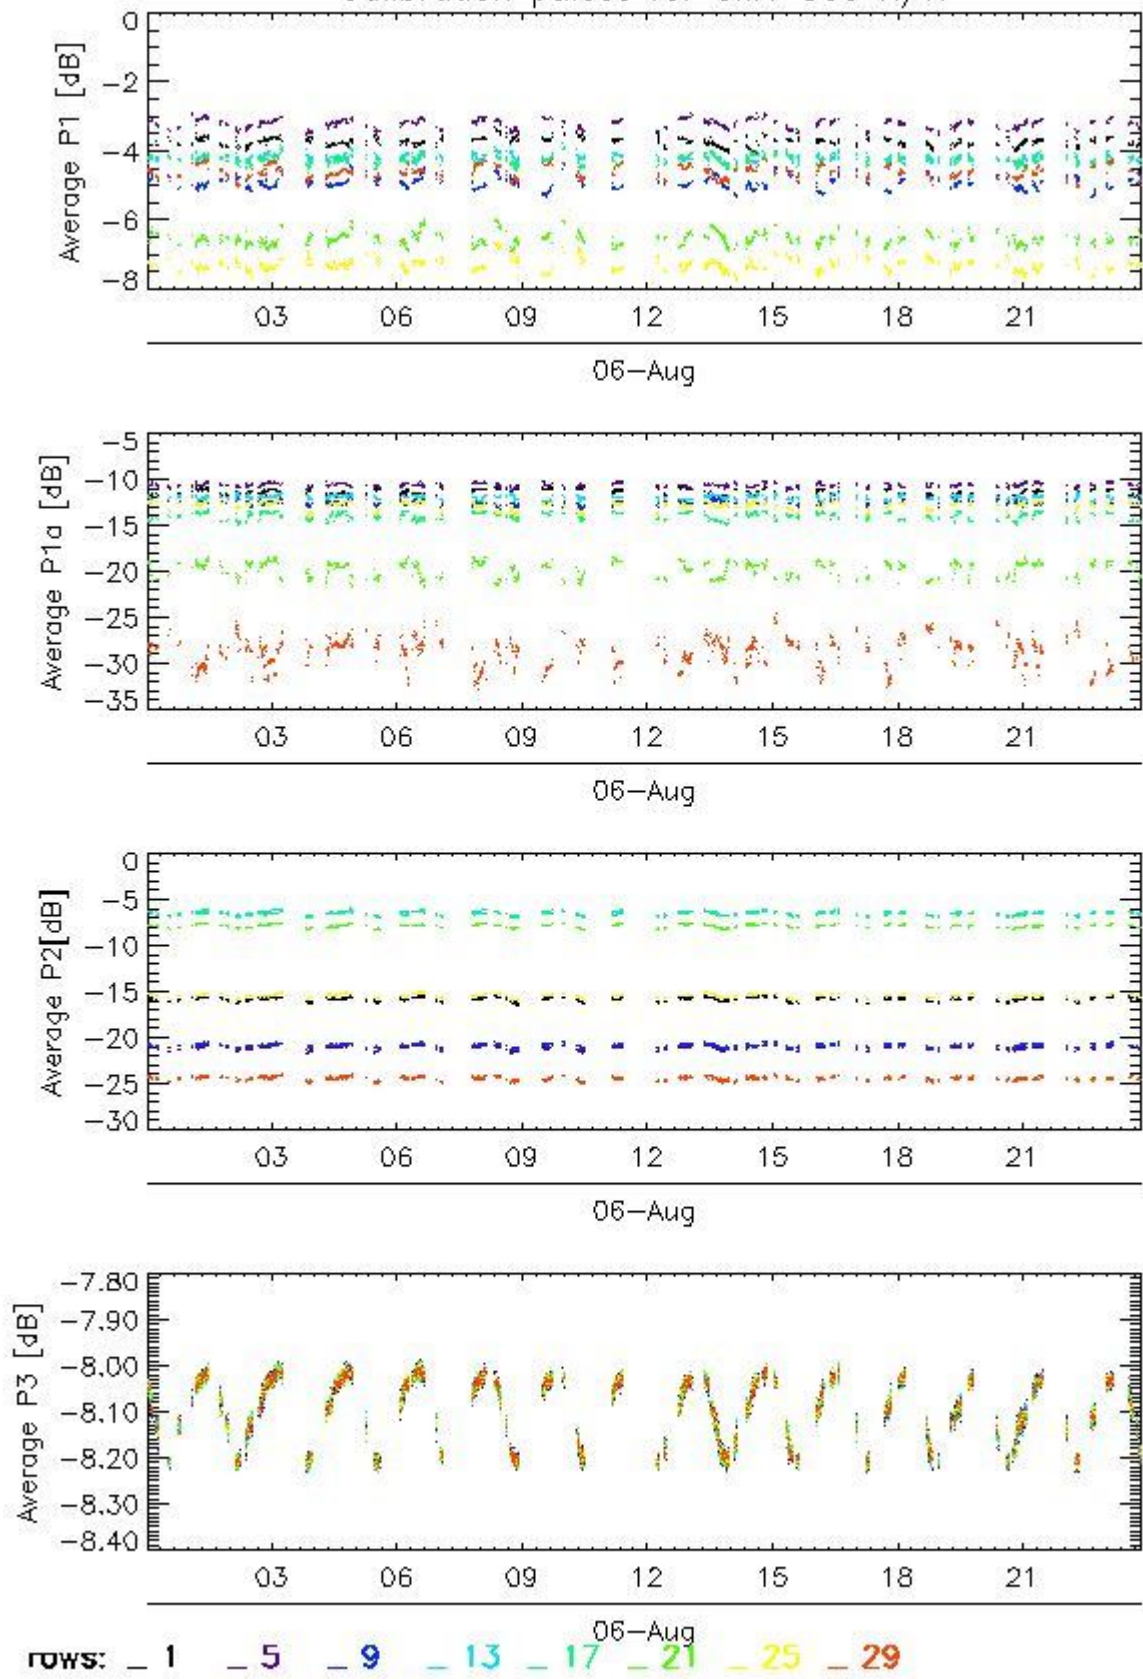 0
−2
−4
−6
−8
Average P1 [dB]
03 06 09 12 15 18 21
06−Aug
−5
−10
−15
−20
−25
−30
−35
Average P1a [dB]
03 06 09 12 15 18 21
06−Aug
0
−5
−10
−15
−20
−25
−30
Average P2[dB]
03 06 09 12 15 18 21
06−Aug
−7.80
−7.90
−8.00
−8.10
−8.20
−8.30
−8.40
Average P3 [dB]
03 06 09 12 15 18 21
06−Aug
rows: _ 1 _ 5 _ 9 _ 13 _ 17 _ 21 _ 25 _ 29